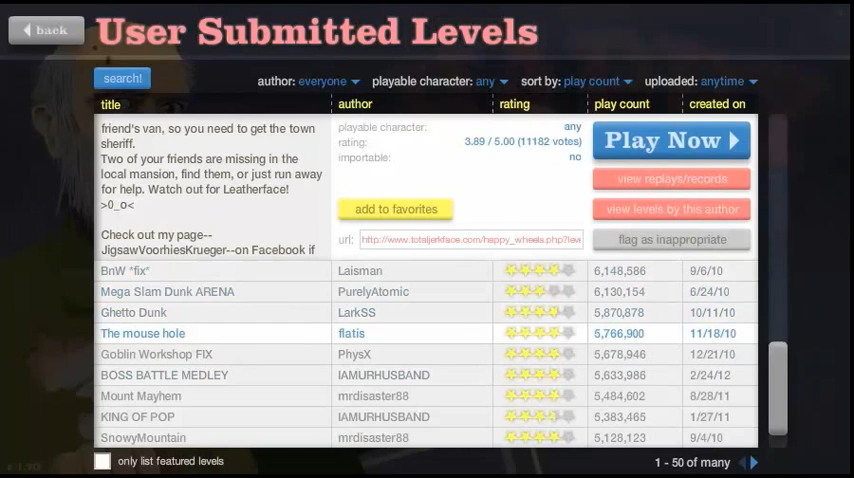 back
User Submitted Levels
search!
author: everyone playable character: any sort by: play count uploaded: anytime
title author rating play count created on
friend's van, so you need to get the town
sheriff.
Two of your friends are missing in the
local mansion, find them, or just run away
for help. Watch out for Leatherface!
>0_o<
Check out my page--
JigsawVoorhiesKrueger--on Facebook if
playable character: any
rating: 3.89 / 5.00 (11182 votes)
importable: no
add to favorites
url: http://www.totaljerkface.com/happy_wheels.php?lev
Play Now
view replays/records
view levels by this author
flag as inappropriate
BnW *fix* Laisman 6,148,586 9/6/10
Mega Slam Dunk ARENA PurelyAtomic 6,130,154 6/24/10
Ghetto Dunk LarkSS 5,870,878 10/11/10
The mouse hole flatis 5,766,900 11/18/10
Goblin Workshop FIX PhysX 5,678,946 12/21/10
BOSS BATTLE MEDLEY IAMURHUSBAND 5,633,986 2/24/12
Mount Mayhem mrdisaster88 5,484,602 8/28/11
KING OF POP IAMURHUSBAND 5,383,465 1/27/11
SnowyMountain mrdisaster88 5,128,123 9/4/10
only list featured levels
1 - 50 of many